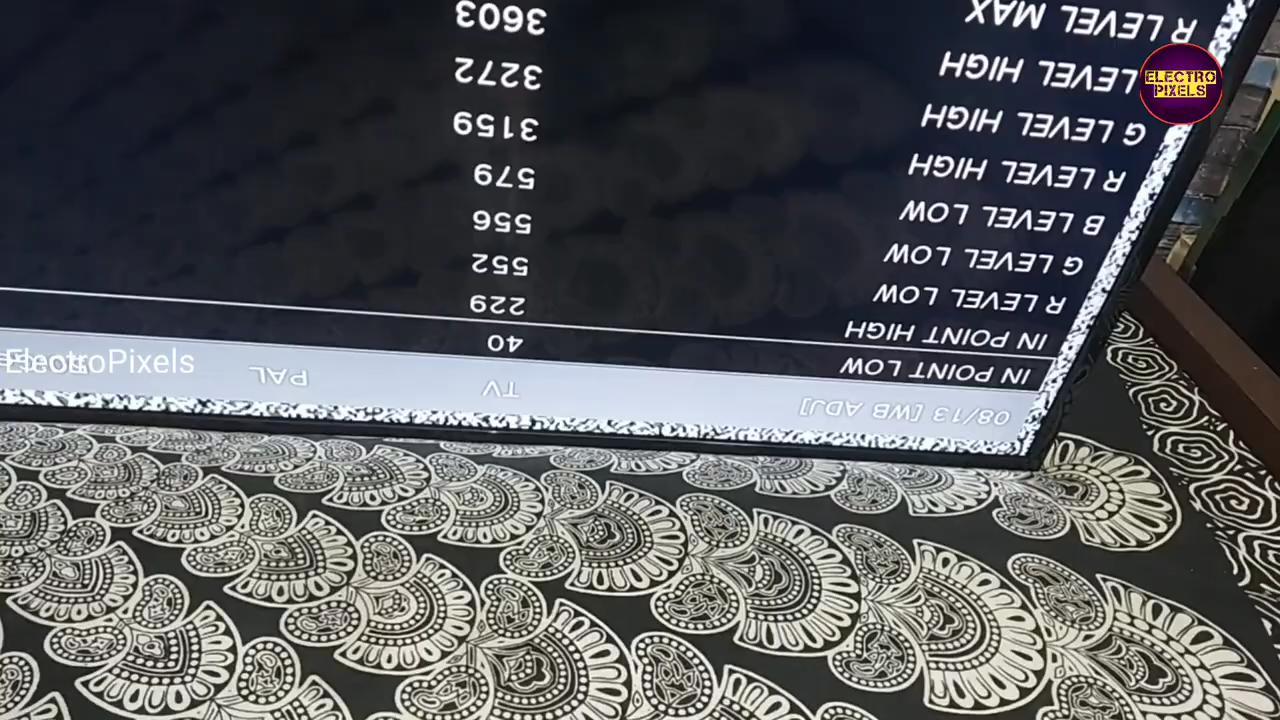 08/13 [WB ADJ] TV PAL
IN POINT LOW 40
IN POINT HIGH 229
R LEVEL LOW 552
G LEVEL LOW 556
B LEVEL LOW 579
R LEVEL HIGH 3159
G LEVEL HIGH 3272
LEVEL HIGH 3603
R LEVEL MAX
ELECTRO
PIXELS
ElectroPixels